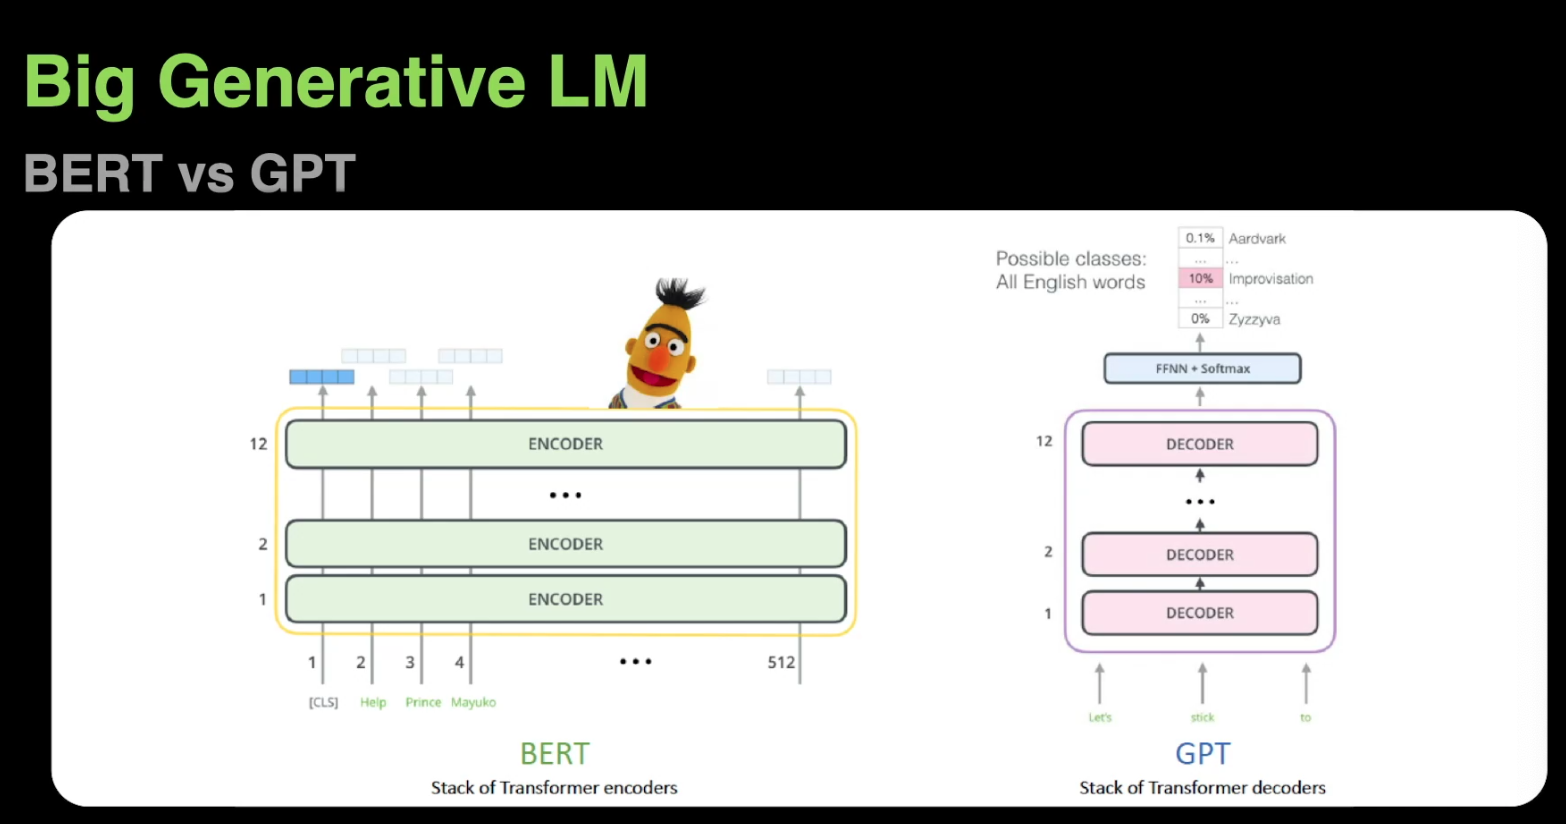 Big Generative LM
BERT vs GPT
12
ENCODER
...
2
ENCODER
1
ENCODER
1 2 3 4 ... 512
[CLS] Help Prince Mayuko
BERT
Stack of Transformer encoders
Possible classes:
All English words
0.1% Aardvark
... ...
10% Improvisation
... ...
0% Zyzzyva
FFNN + Softmax
12
DECODER
...
2
DECODER
1
DECODER
Let's stick to
GPT
Stack of Transformer decoders